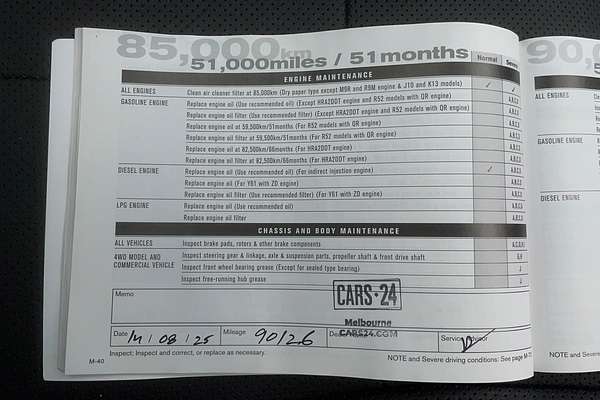 85,000km
51,000miles / 51months
Normal Severe
ENGINE MAINTENANCE
ALL ENGINES Clean air cleaner filter at 85,000km (Dry paper type except M9R and R9M engine & J10 and K13 models) ✓ ✓
GASOLINE ENGINE Replace engine oil (Use recommended oil) (Except HRA2DDT engine and R52 models with QR engine) A,B,C,D
Replace engine oil filter (Use recommended filter) (Except HRA2DDT engine and R52 models with QR engine) A,B,C,D
Replace engine oil at 59,500km/51months (For R52 models with QR engine) A,B,C,D
Replace engine oil filter at 59,500km/51months (For R52 models with QR engine) A,B,C,D
Replace engine oil at 82,500km/66months (For HRA2DDT engine) A,B,C,D
Replace engine oil filter at 82,500km/66months (For HRA2DDT engine) A,B,C,D
DIESEL ENGINE Replace engine oil (Use recommended oil) (For indirect injection engine) ✓ A,B,C,D
Replace engine oil (For Y61 with ZD engine) A,B,C,D
Replace engine oil filter (Use recommended filter) (For Y61 with ZD engine) A,B,C,D
LPG ENGINE Replace engine oil (Use recommended oil) A,B,C,D
Replace engine oil filter A,B,C,D
CHASSIS AND BODY MAINTENANCE
ALL VEHICLES Inspect brake pads, rotors & other brake components
4WD MODEL AND COMMERCIAL VEHICLE Inspect steering gear & linkage, axle & suspension parts, propeller shaft & front drive shaft G,H
Inspect front wheel bearing grease (Except for sealed type bearing)
Inspect free-running hub grease
Memo
CARS•24
Melbourne
CARS24.COM
Date 14 / 08 / 25 Mileage 90126 Service Advisor
Inspect: Inspect and correct, or replace as necessary. NOTE and Severe driving conditions: See page
M-40
90,0
ALL ENGINES
GASOLINE ENGINE
DIESEL ENGINE
NOTE and Severe